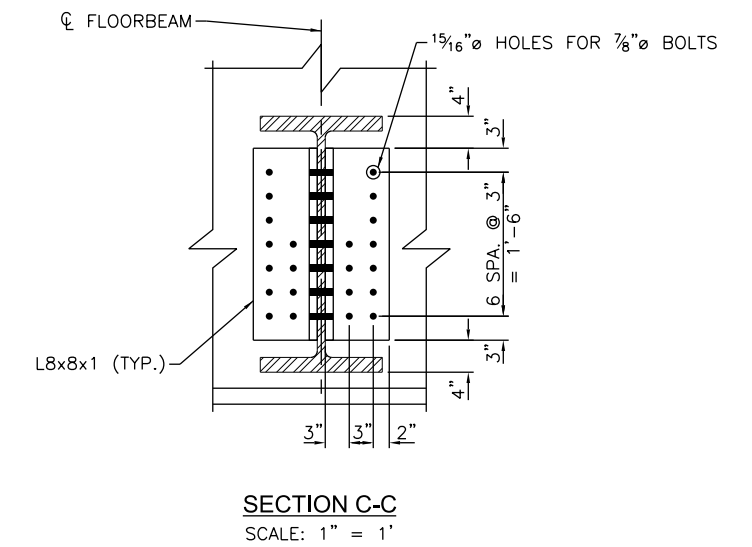 ℄ FLOORBEAM
15/16"ø HOLES FOR 7/8"ø BOLTS
4"
3"
6 SPA. @ 3"
= 1'-6"
3"
4"
L8x8x1 (TYP.)
3"
3"
2"
SECTION C-C
SCALE: 1" = 1'